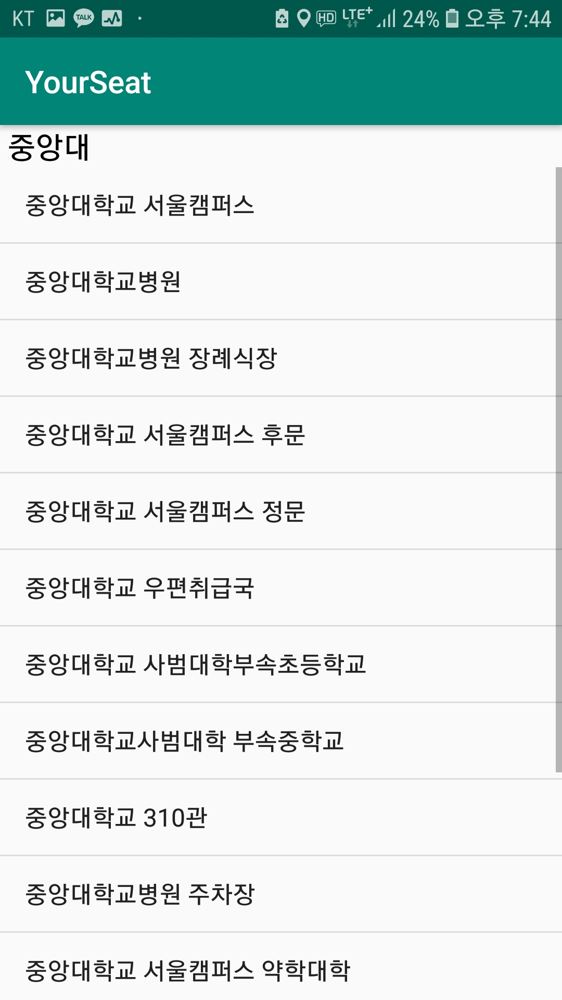 KT TALK HD LTE+ 24% 오후 7:44
YourSeat
중앙대
중앙대학교 서울캠퍼스
중앙대학교병원
중앙대학교병원 장례식장
중앙대학교 서울캠퍼스 후문
중앙대학교 서울캠퍼스 정문
중앙대학교 우편취급국
중앙대학교 사범대학부속초등학교
중앙대학교사범대학 부속중학교
중앙대학교 310관
중앙대학교병원 주차장
중앙대학교 서울캠퍼스 약학대학